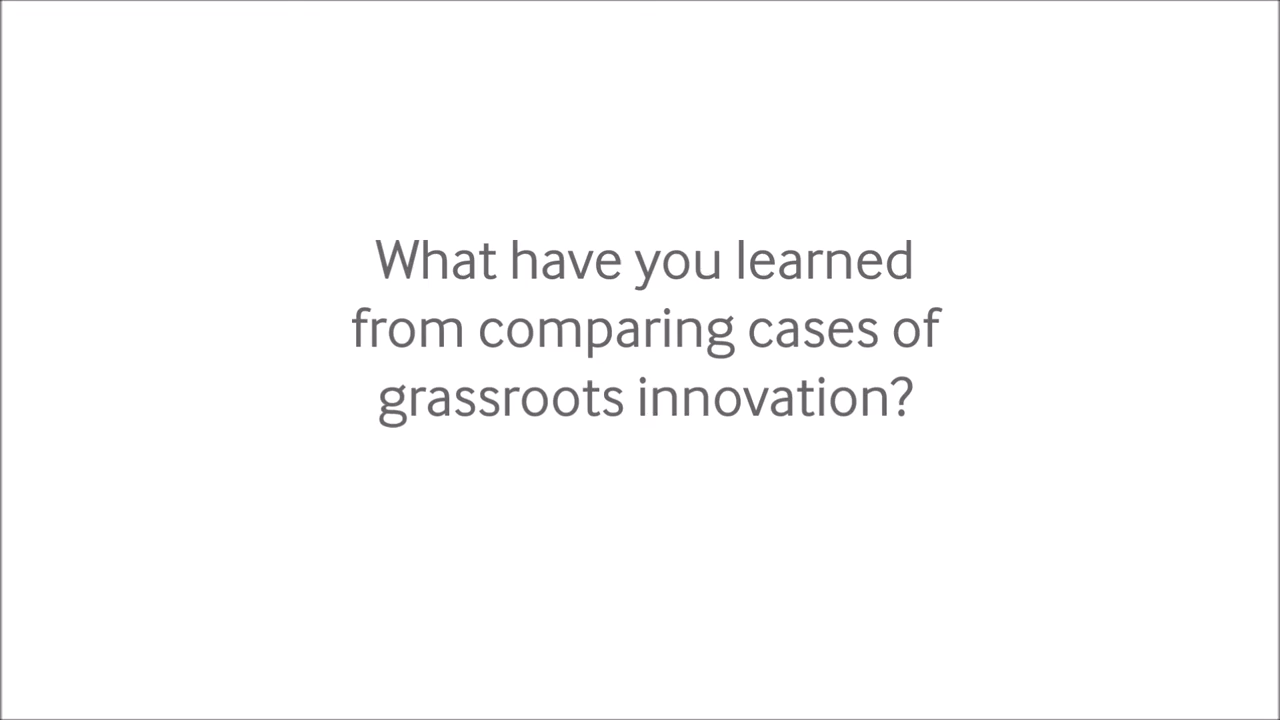 What have you learned
from comparing cases of
grassroots innovation?